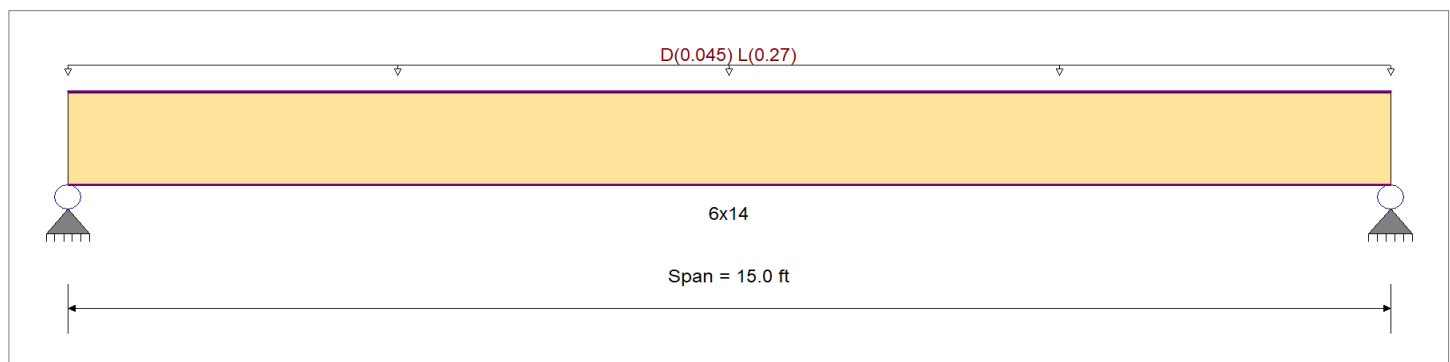 D(0.045) L(0.27)
6x14
Span = 15.0 ft